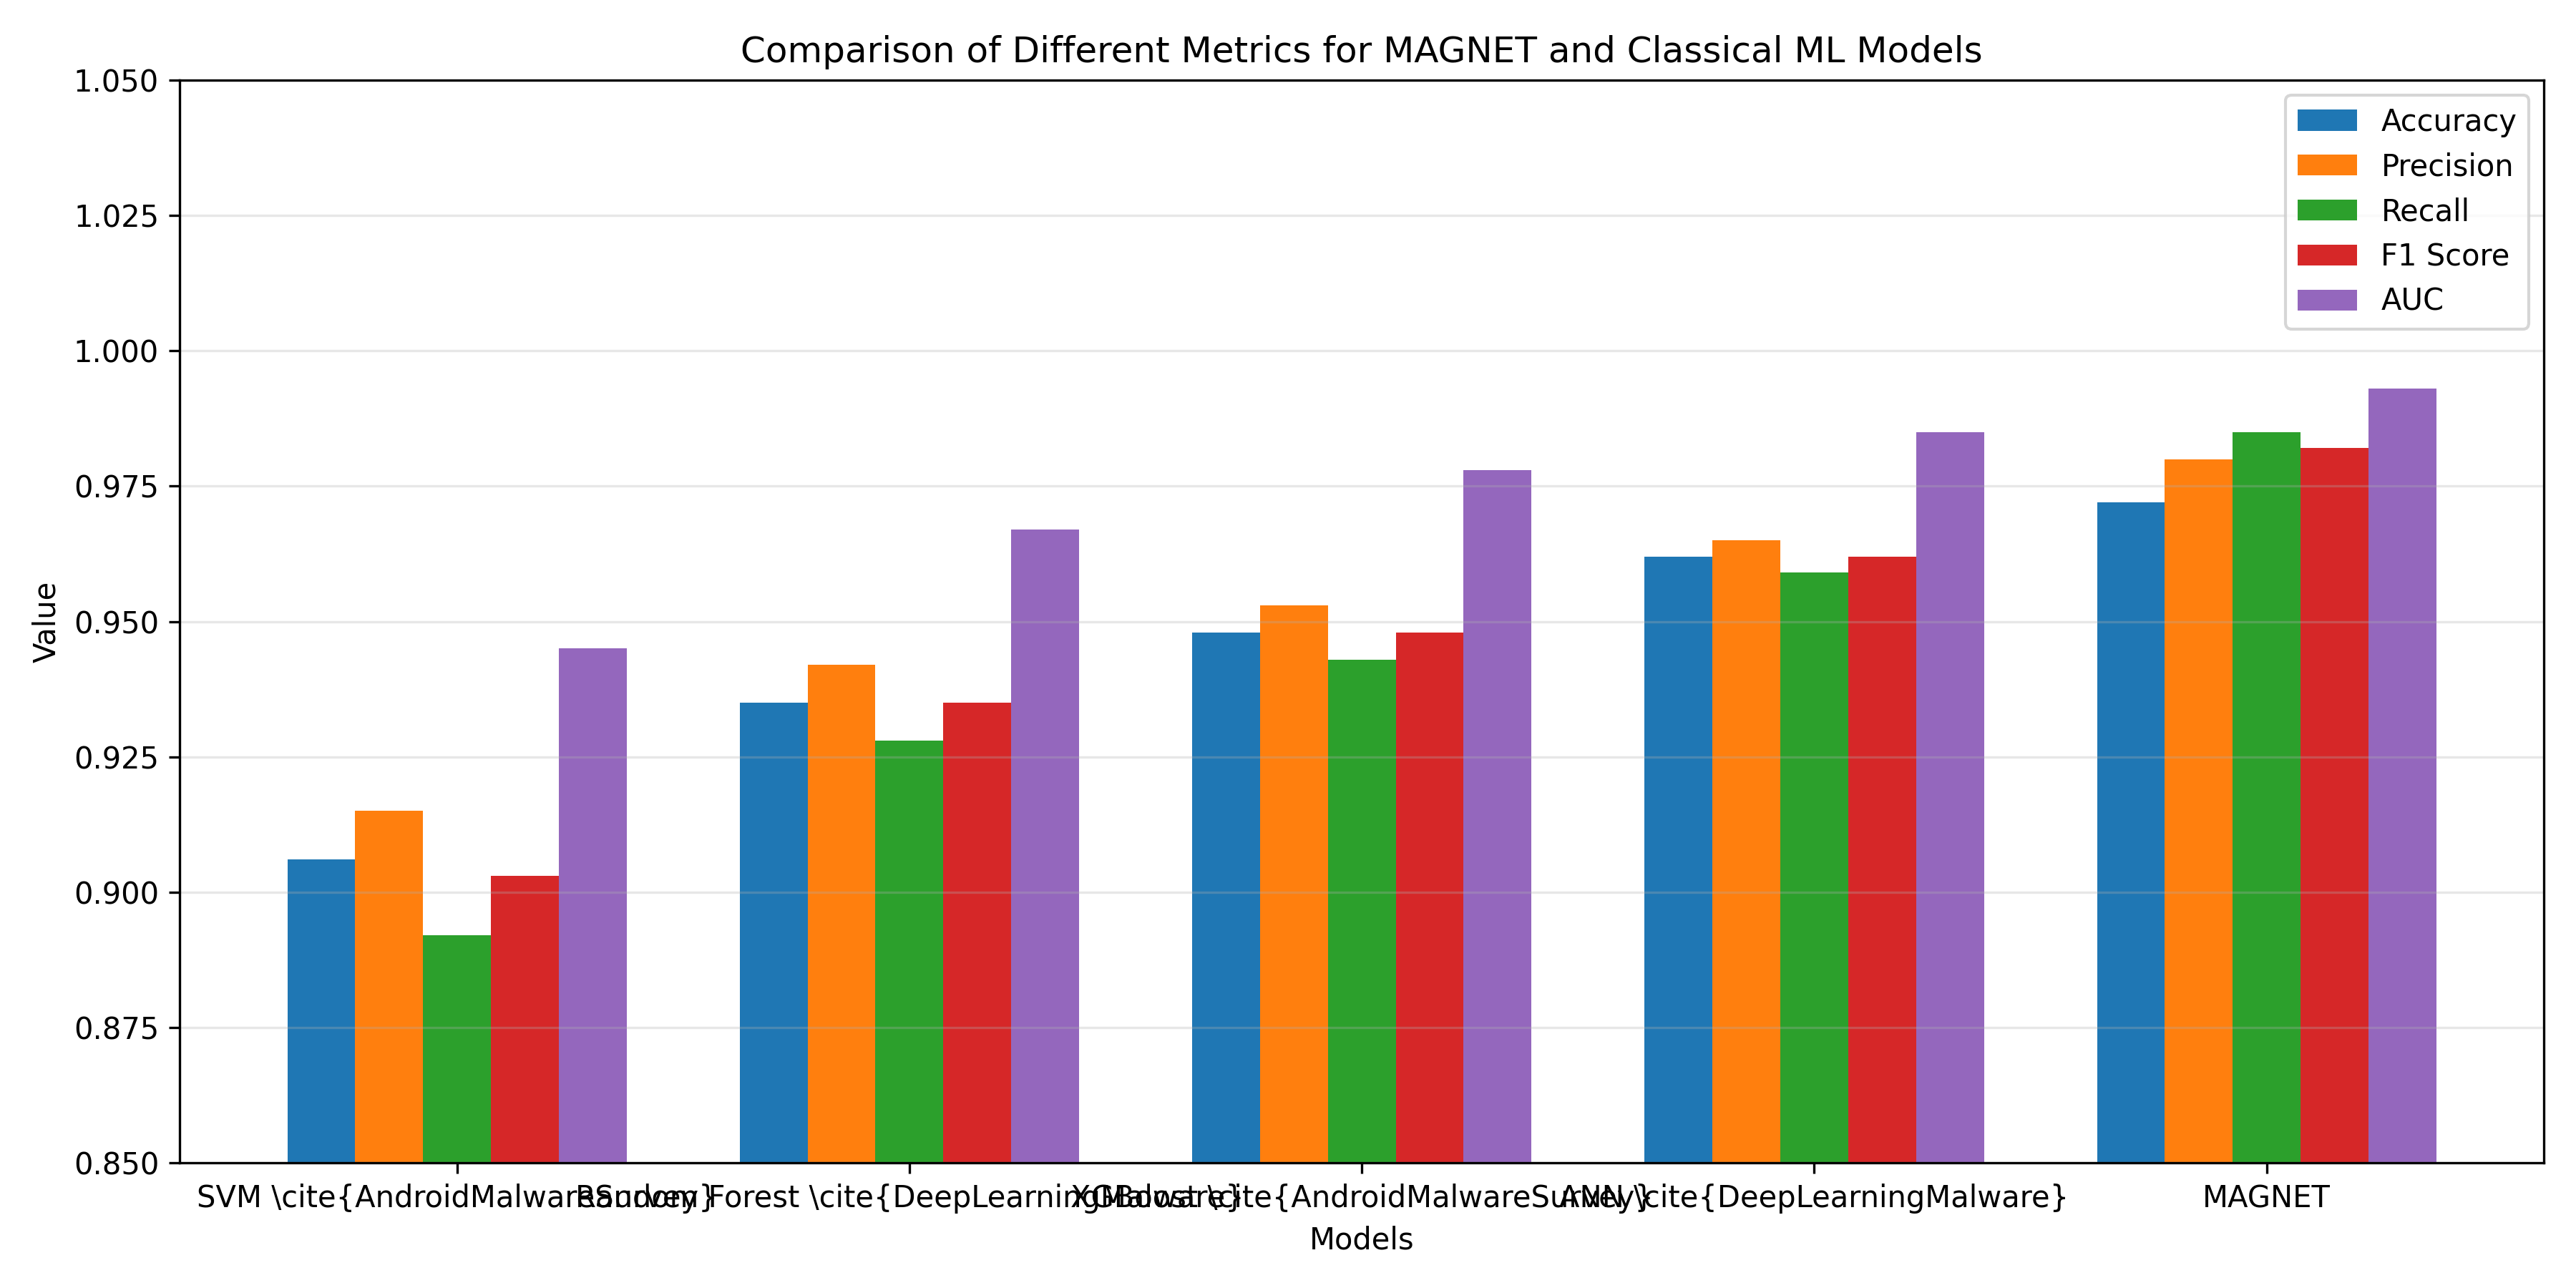 Comparison of Different Metrics for MAGNET and Classical ML Models
1.050
1.025
1.000
0.975
0.950
0.925
0.900
0.875
0.850
Value
Accuracy
Precision
Recall
F1 Score
AUC
SVM \cite{AndroidMalwareSurvey}
Random Forest \cite{DeepLearningMalware}
XGBoost \cite{AndroidMalwareSurvey}
ANN \cite{DeepLearningMalware}
MAGNET
Models